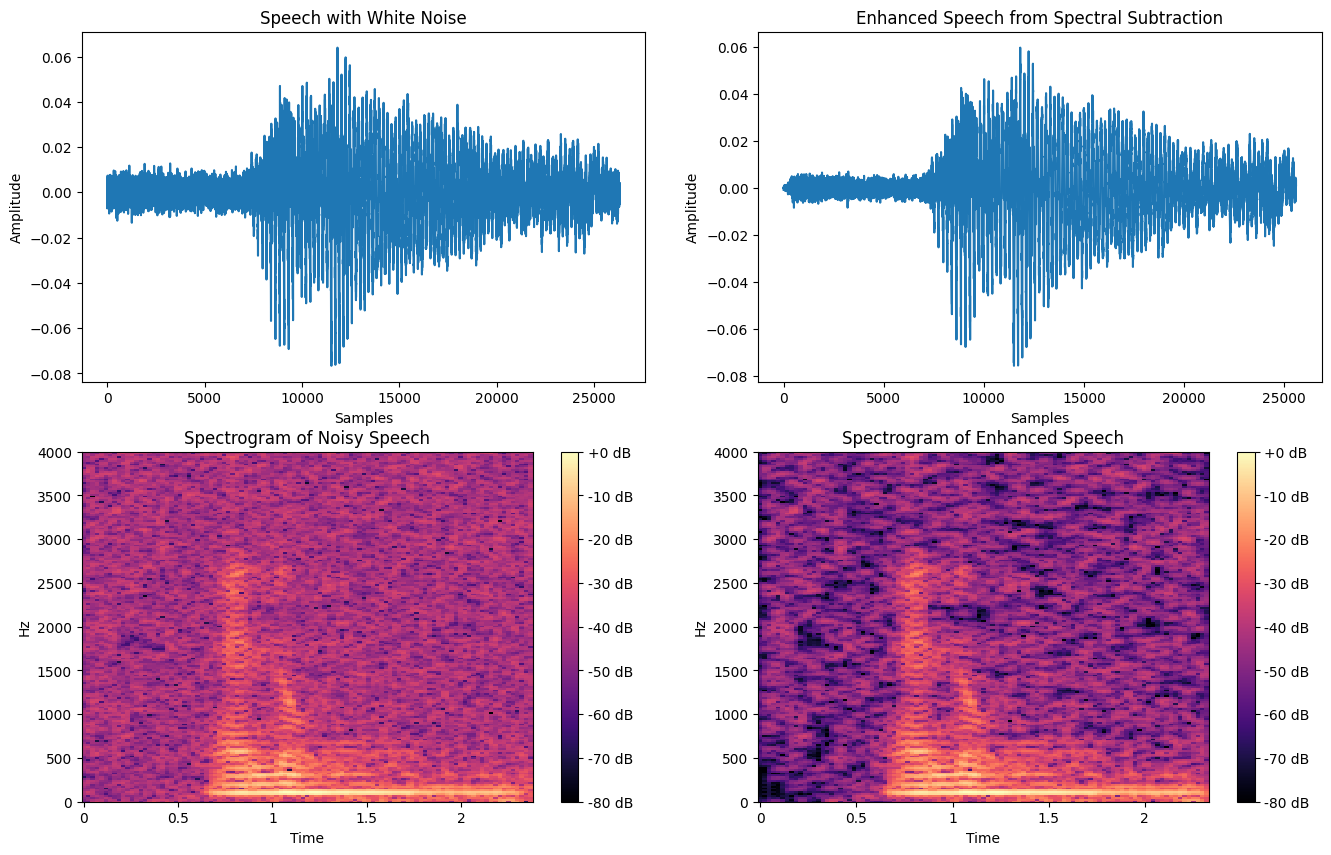 Speech with White Noise
0.06
0.04
0.02
0.00
−0.02
−0.04
−0.06
−0.08
Amplitude
0
5000
10000
15000
20000
25000
Samples
Enhanced Speech from Spectral Subtraction
0.06
0.04
0.02
0.00
−0.02
−0.04
−0.06
−0.08
Amplitude
0
5000
10000
15000
20000
25000
Samples
Spectrogram of Noisy Speech
4000
3500
3000
2500
2000
1500
1000
500
0
Hz
0
0.5
1
1.5
2
Time
+0 dB
-10 dB
-20 dB
-30 dB
-40 dB
-50 dB
-60 dB
-70 dB
-80 dB
Spectrogram of Enhanced Speech
4000
3500
3000
2500
2000
1500
1000
500
0
Hz
0
0.5
1
1.5
2
Time
+0 dB
-10 dB
-20 dB
-30 dB
-40 dB
-50 dB
-60 dB
-70 dB
-80 dB